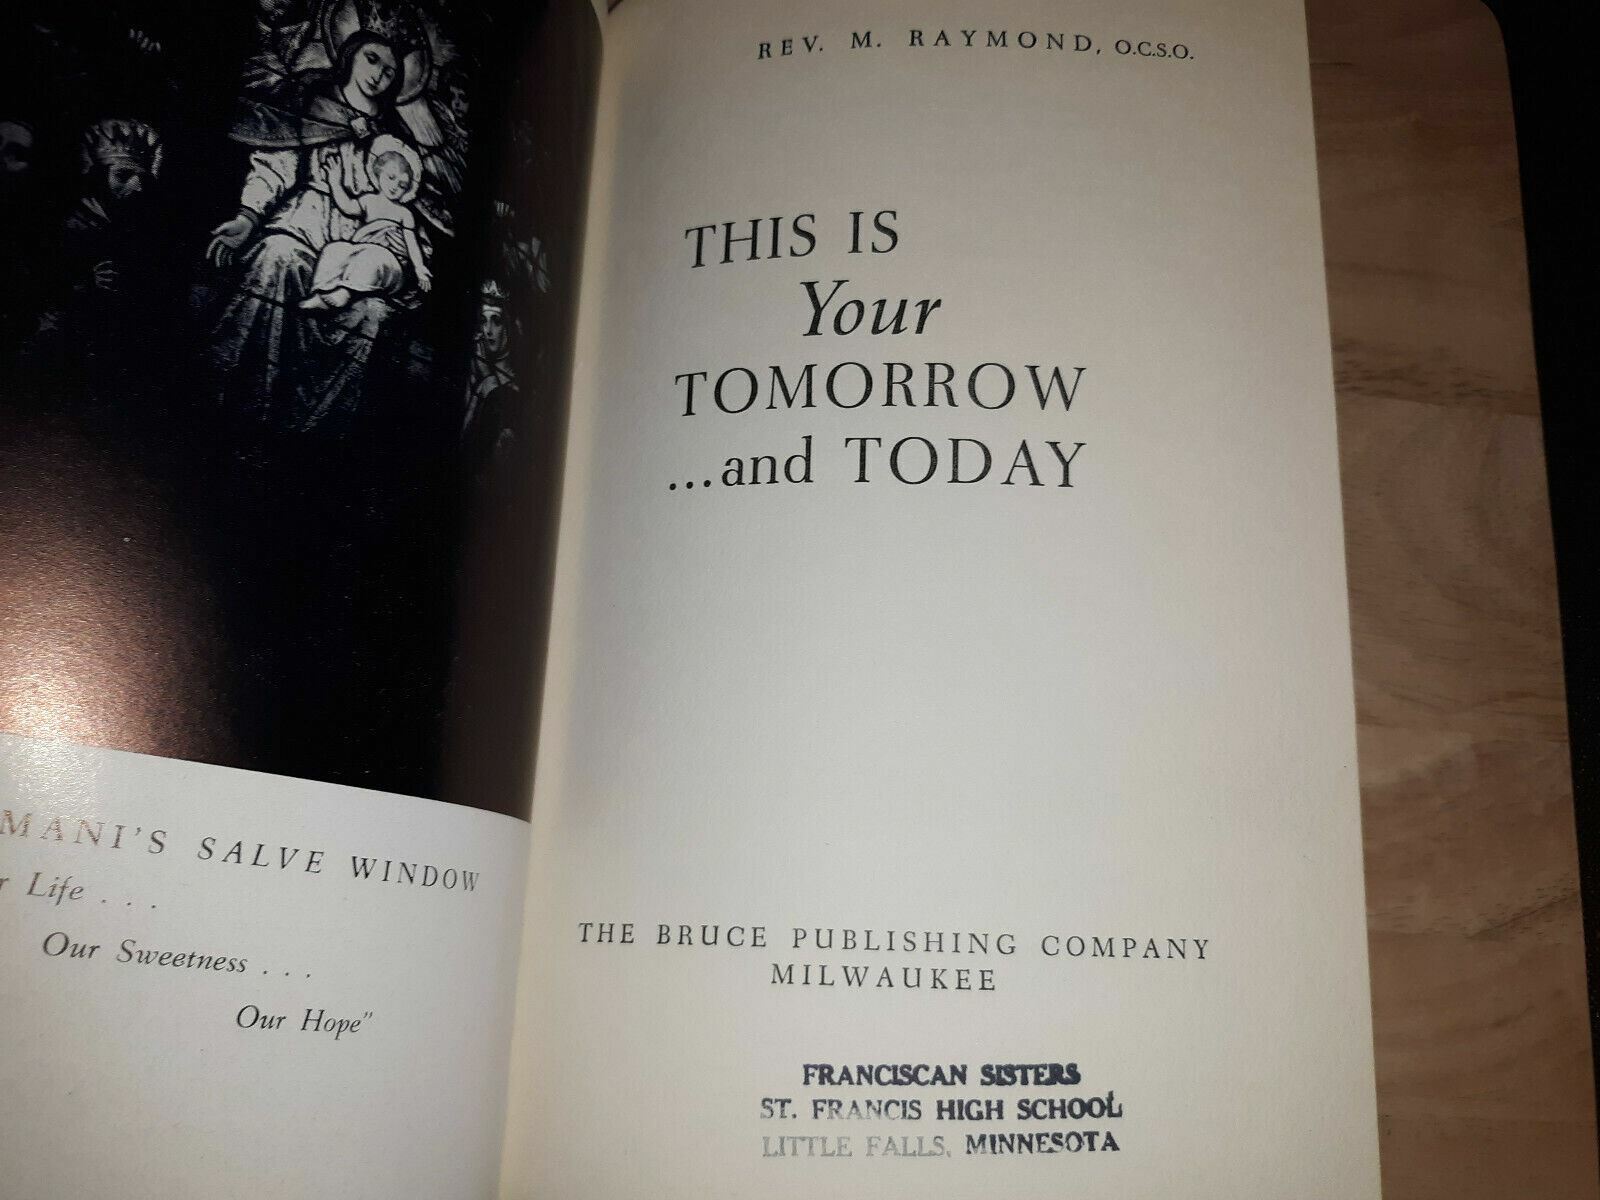 MANI'S SALVE WINDOW
Life . . .
Our Sweetness . . .
Our Hope"
REV. M. RAYMOND, O.C.S.O.
THIS IS
Your
TOMORROW
...and TODAY
THE BRUCE PUBLISHING COMPANY
MILWAUKEE
FRANCISCAN SISTERS
ST. FRANCIS HIGH SCHOOL
LITTLE FALLS, MINNESOTA